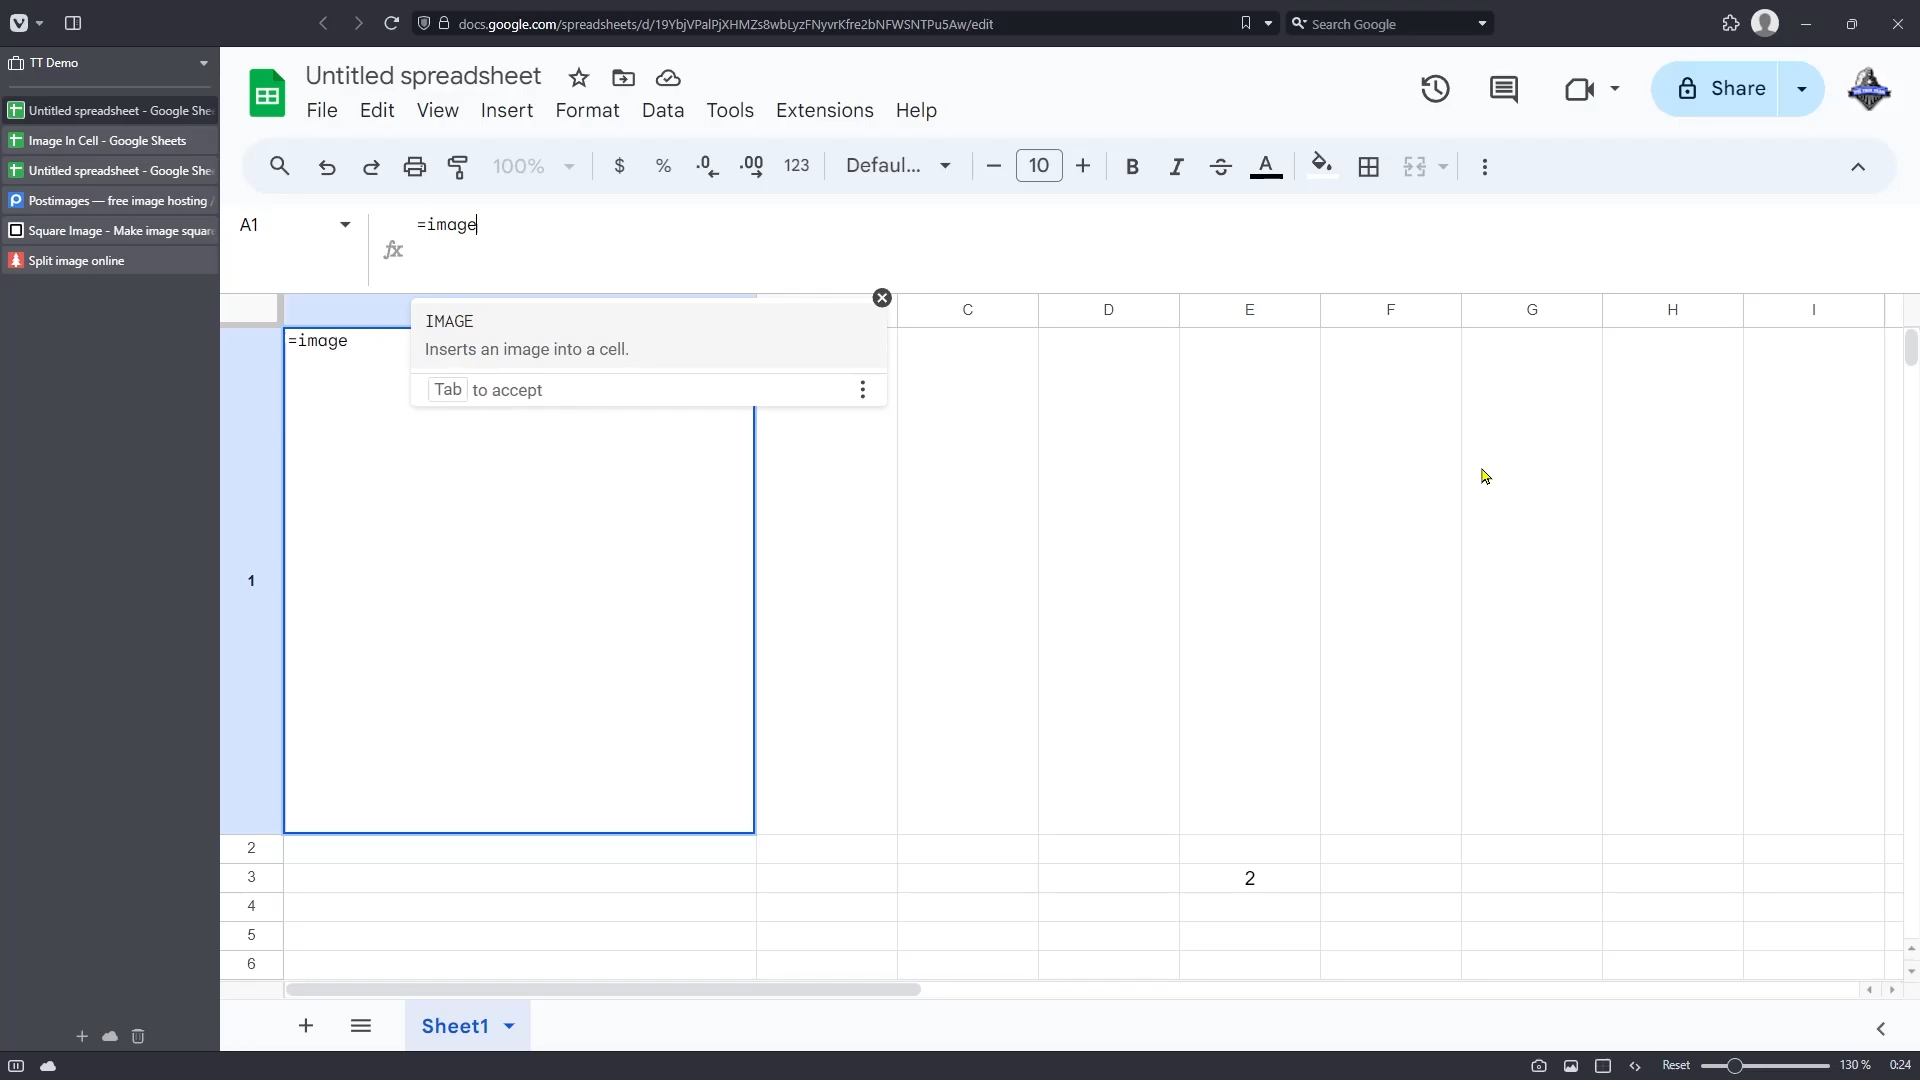 docs.google.com/spreadsheets/d/19YbjVPalPjXHMZs8wbLyzFNyvrKfre2bNFWSNTPu5Aw/edit
Search Google
TT Demo
Untitled spreadsheet - Google She
Image In Cell - Google Sheets
Untitled spreadsheet - Google She
Postimages — free image hosting /
Square Image - Make image square
Split image online
Untitled spreadsheet
File Edit View Insert Format Data Tools Extensions Help
Share
100% $ % .0 .00 123 Defaul... 10 B I S A
A1
=image
C D E F G H I
IMAGE
Inserts an image into a cell.
Tab to accept
=image
1
2
3
2
4
5
6
Sheet1
Reset 130 % 0:24